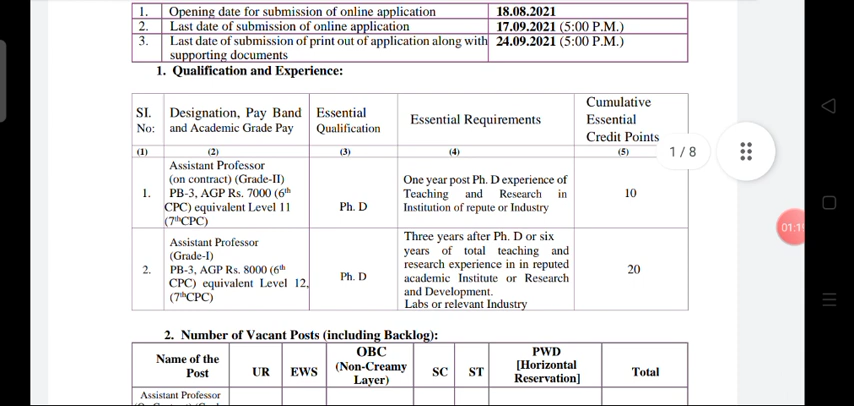 1. Opening date for submission of online application 18.08.2021
2. Last date of submission of online application 17.09.2021 (5:00 P.M.)
3. Last date of submission of print out of application along with 24.09.2021 (5:00 P.M.)
supporting documents
1. Qualification and Experience:
SI. No: Designation, Pay Band and Academic Grade Pay Essential Qualification Essential Requirements Cumulative Essential Credit Points
(1) (2) (3) (4) (5)
1. Assistant Professor
(on contract) (Grade-II)
PB-3, AGP Rs. 7000 (6th
CPC) equivalent Level 11
(7thCPC)
Ph. D
One year post Ph. D experience of
Teaching and Research in
Institution of repute or Industry
10
2. Assistant Professor
(Grade-I)
PB-3, AGP Rs. 8000 (6th
CPC) equivalent Level 12,
(7thCPC)
Ph. D
Three years after Ph. D or six
years of total teaching and
research experience in in reputed
academic Institute or Research
and Development.
Labs or relevant Industry
20
2. Number of Vacant Posts (including Backlog):
Name of the
Post
UR
EWS
OBC
(Non-Creamy
Layer)
SC
ST
PWD
[Horizontal
Reservation]
Total
Assistant Professor
1 / 8